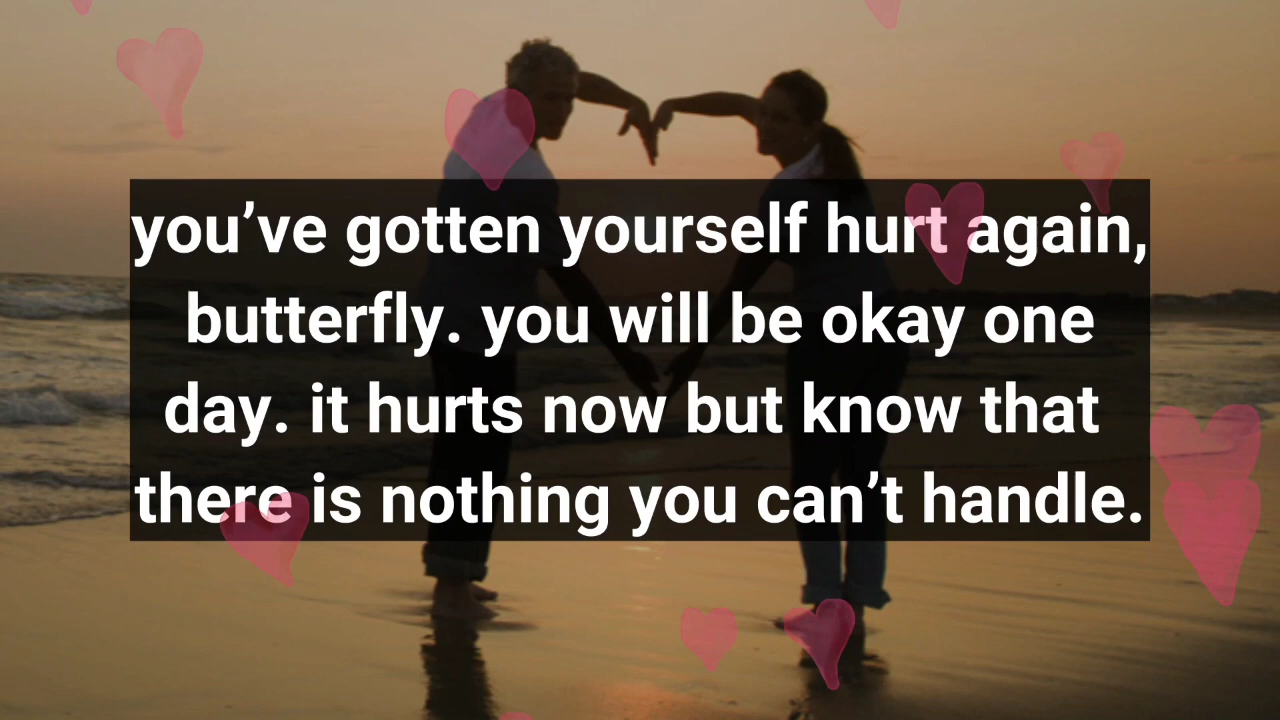 you’ve gotten yourself hurt again,
butterfly. you will be okay one
day. it hurts now but know that
there is nothing you can’t handle.